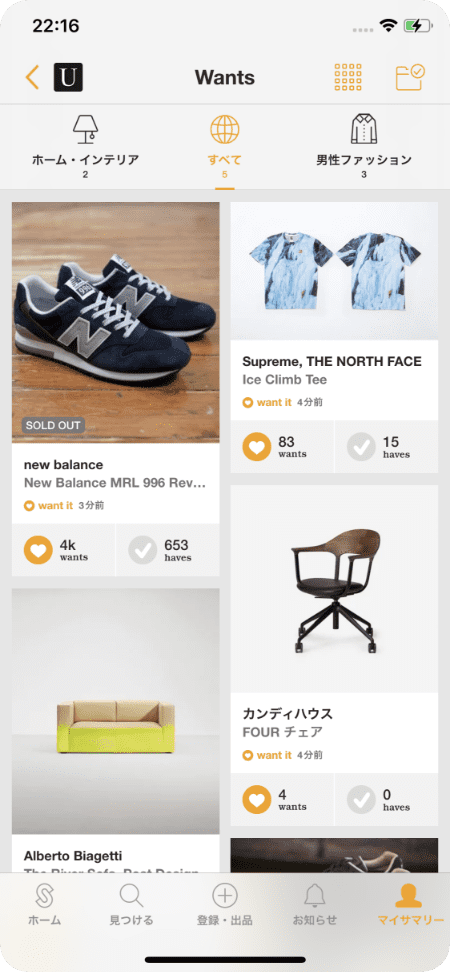 22:16
U
Wants
ホーム・インテリア
2
すべて
5
男性ファッション
3
SOLD OUT
new balance
New Balance MRL 996 Rev…
want it 3分前
4k
wants
653
haves
Supreme, THE NORTH FACE
Ice Climb Tee
want it 4分前
83
wants
15
haves
カンディハウス
FOUR チェア
want it 4分前
4
wants
0
haves
Alberto Biagetti
ホーム
見つける
登録・出品
お知らせ
マイサマリー